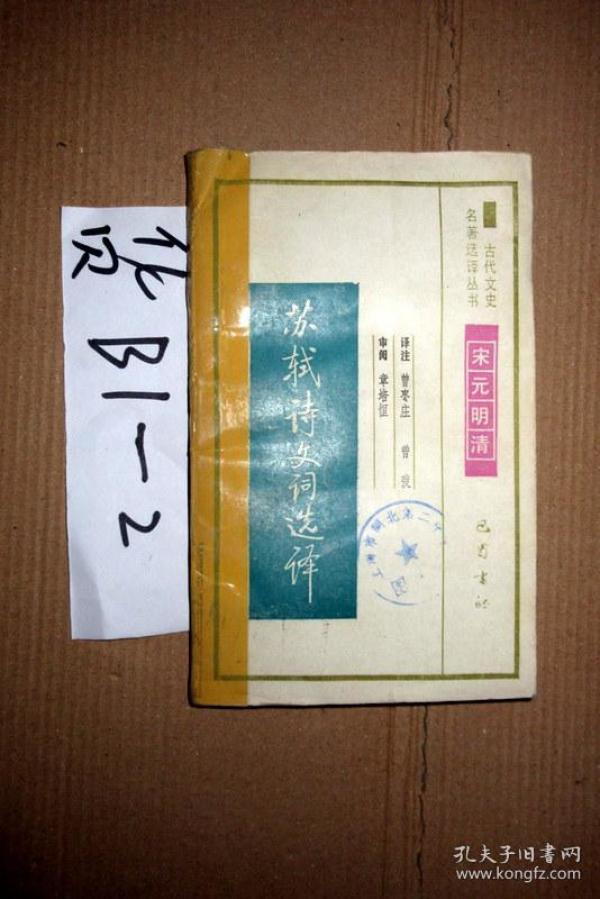 古代文史
名著选译丛书
宋元明清
巴蜀书社
译注 曾枣庄 曾
审阅 章培恒
苏轼诗文词选译
B1-2
孔夫子旧书网
www.kongfz.com